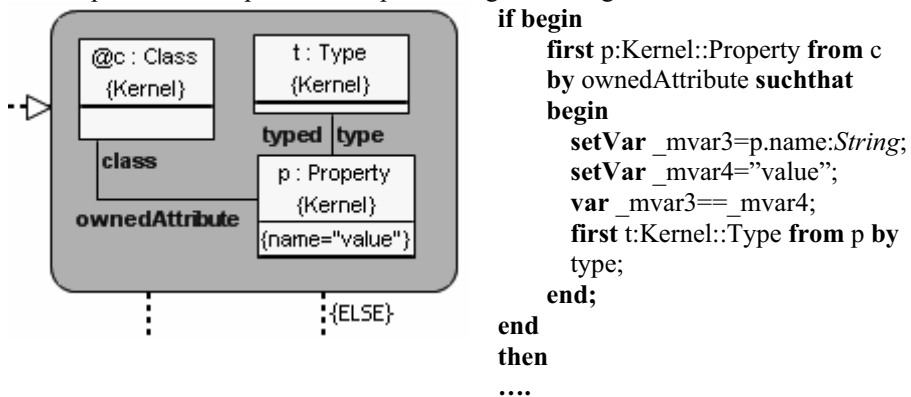 @c : Class
{Kernel}
t : Type
{Kernel}
typed
type
class
p : Property
{Kernel}
ownedAttribute
{name="value"}
{ELSE}
if begin
first p:Kernel::Property from c
by ownedAttribute suchthat
begin
setVar _mvar3=p.name:String;
setVar _mvar4=”value”;
var _mvar3==_mvar4;
first t:Kernel::Type from p by
type;
end;
end
then
….